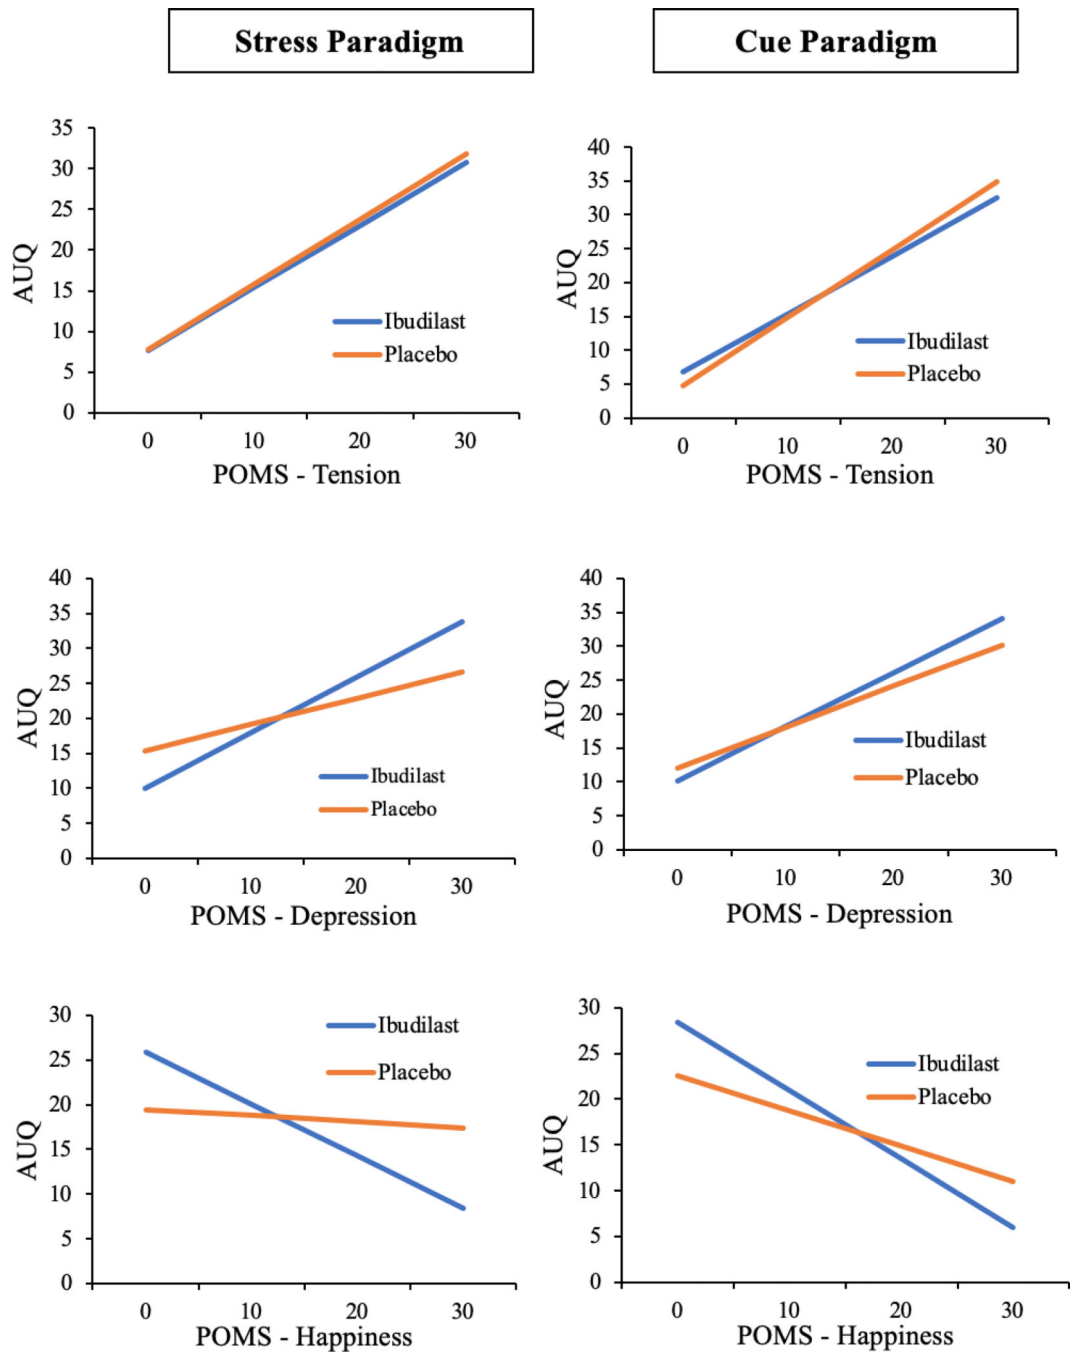 Stress Paradigm
Cue Paradigm
35
30
25
20
15
10
5
0
AUQ
Ibudilast
Placebo
0 10 20 30
POMS - Tension
40
35
30
25
20
15
10
5
0
AUQ
Ibudilast
Placebo
0 10 20 30
POMS - Tension
40
35
30
25
20
15
10
5
0
AUQ
Ibudilast
Placebo
0 10 20 30
POMS - Depression
40
35
30
25
20
15
10
5
0
AUQ
Ibudilast
Placebo
0 10 20 30
POMS - Depression
30
25
20
15
10
5
0
AUQ
Ibudilast
Placebo
0 10 20 30
POMS - Happiness
30
25
20
15
10
5
0
AUQ
Ibudilast
Placebo
0 10 20 30
POMS - Happiness